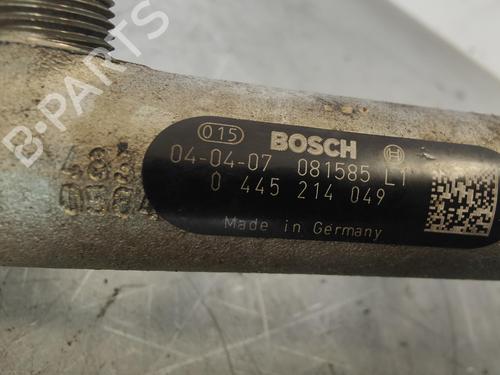 B-PARTS
015 BOSCH
04-04-07 081585 L1
0 445 214 049
Made in Germany